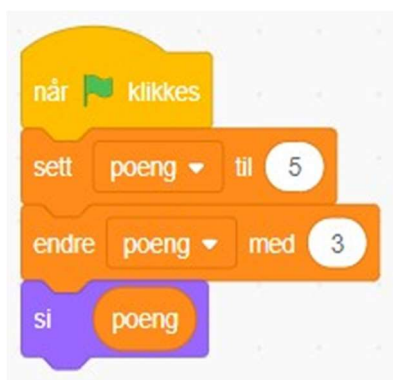 når klikkes
sett poeng til 5
endre poeng med 3
si poeng